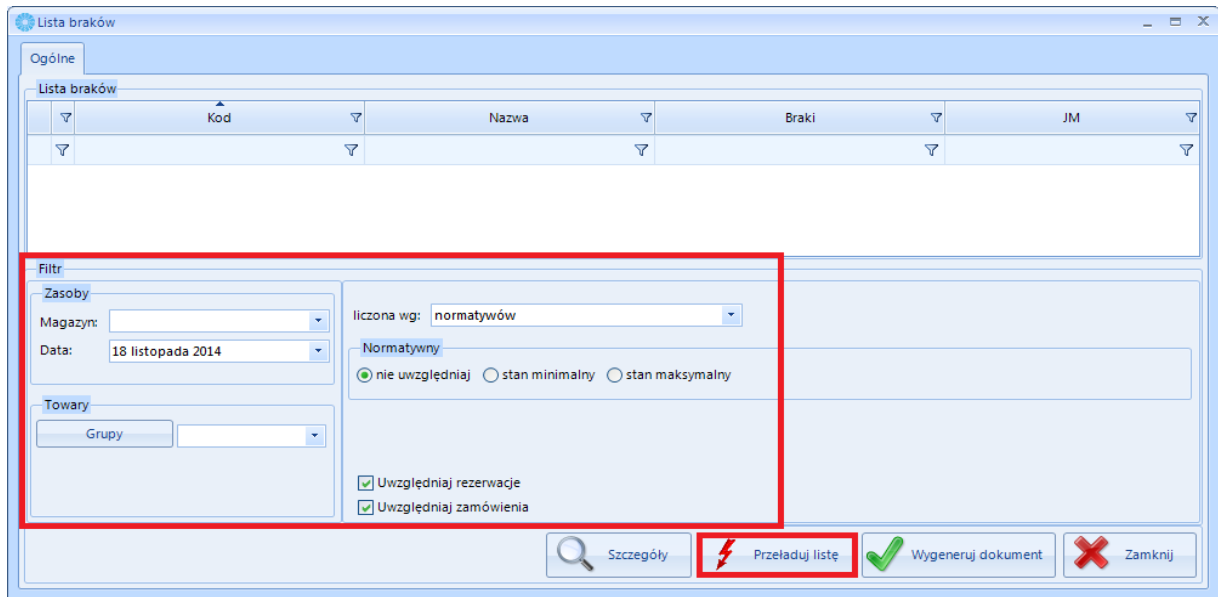 Lista braków
Ogólne
Lista braków
Kod Nazwa Braki JM
Filtr
Zasoby
Magazyn:
Data: 18 listopada 2014
Towary
Grupy
liczona wg: normatywów
Normatywny
nie uwzględniaj stan minimalny stan maksymalny
Uwzględniaj rezerwacje
Uwzględniaj zamówienia
Szczegóły Przeładuj listę Wygeneruj dokument Zamknij